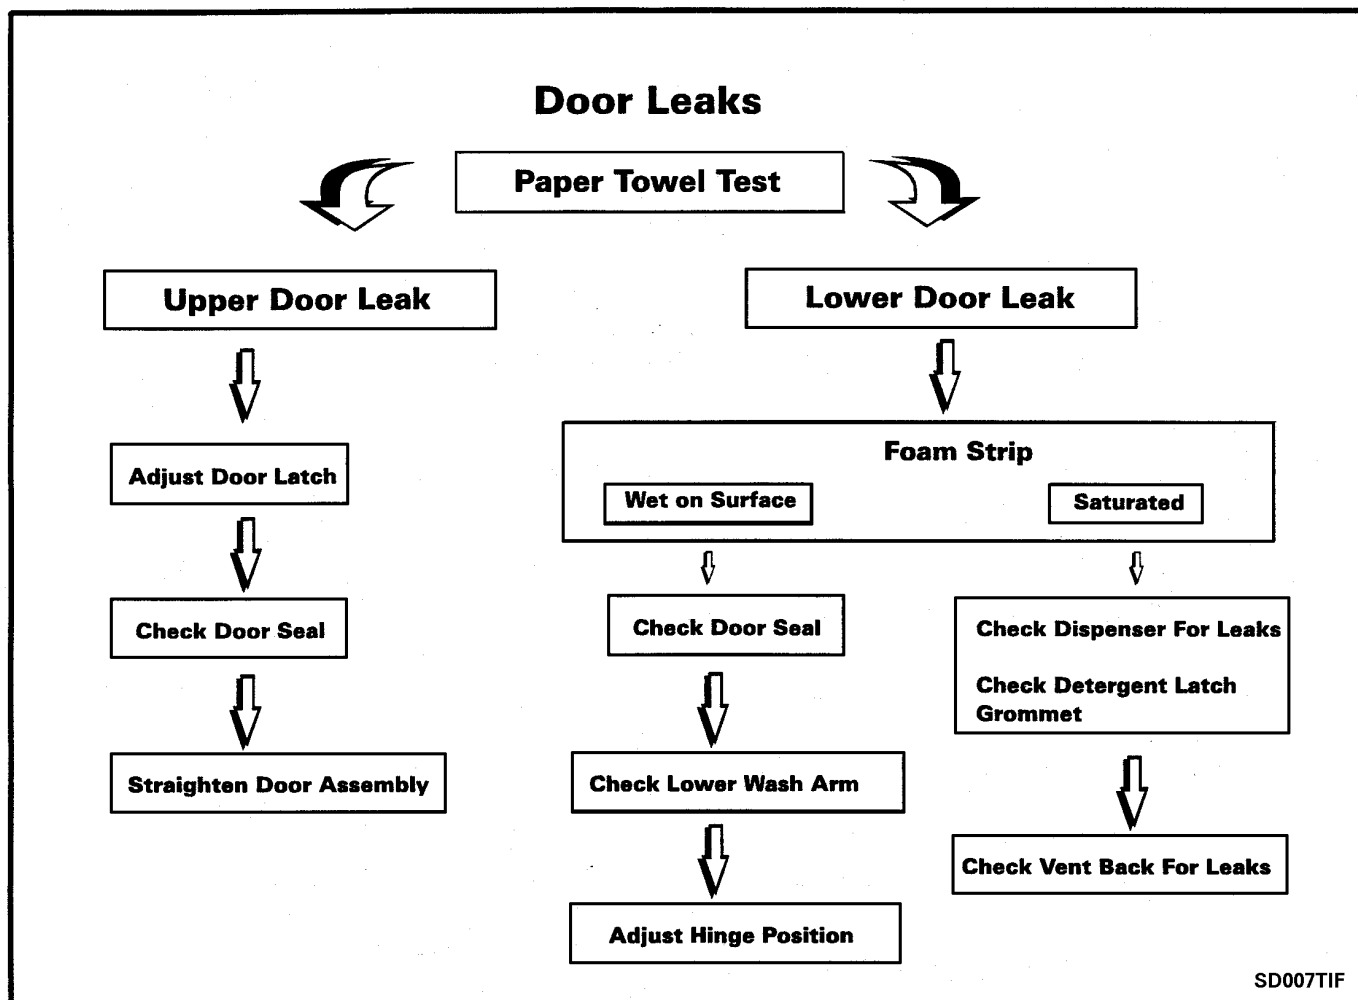 Door Leaks
Paper Towel Test
Upper Door Leak
Lower Door Leak
Adjust Door Latch
Check Door Seal
Straighten Door Assembly
Foam Strip
Wet on Surface
Saturated
Check Door Seal
Check Lower Wash Arm
Adjust Hinge Position
Check Dispenser For Leaks
Check Detergent Latch
Grommet
Check Vent Back For Leaks
SD007TIF